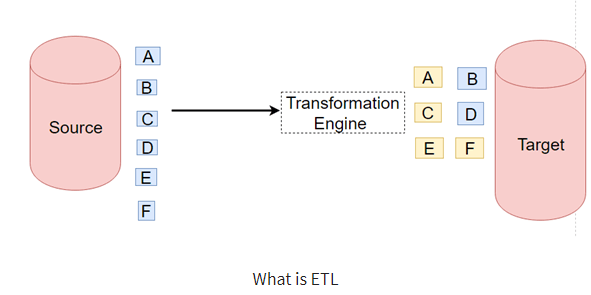 Source
A
B
C
D
E
F
Transformation
Engine
A B
C D
E F
Target
What is ETL